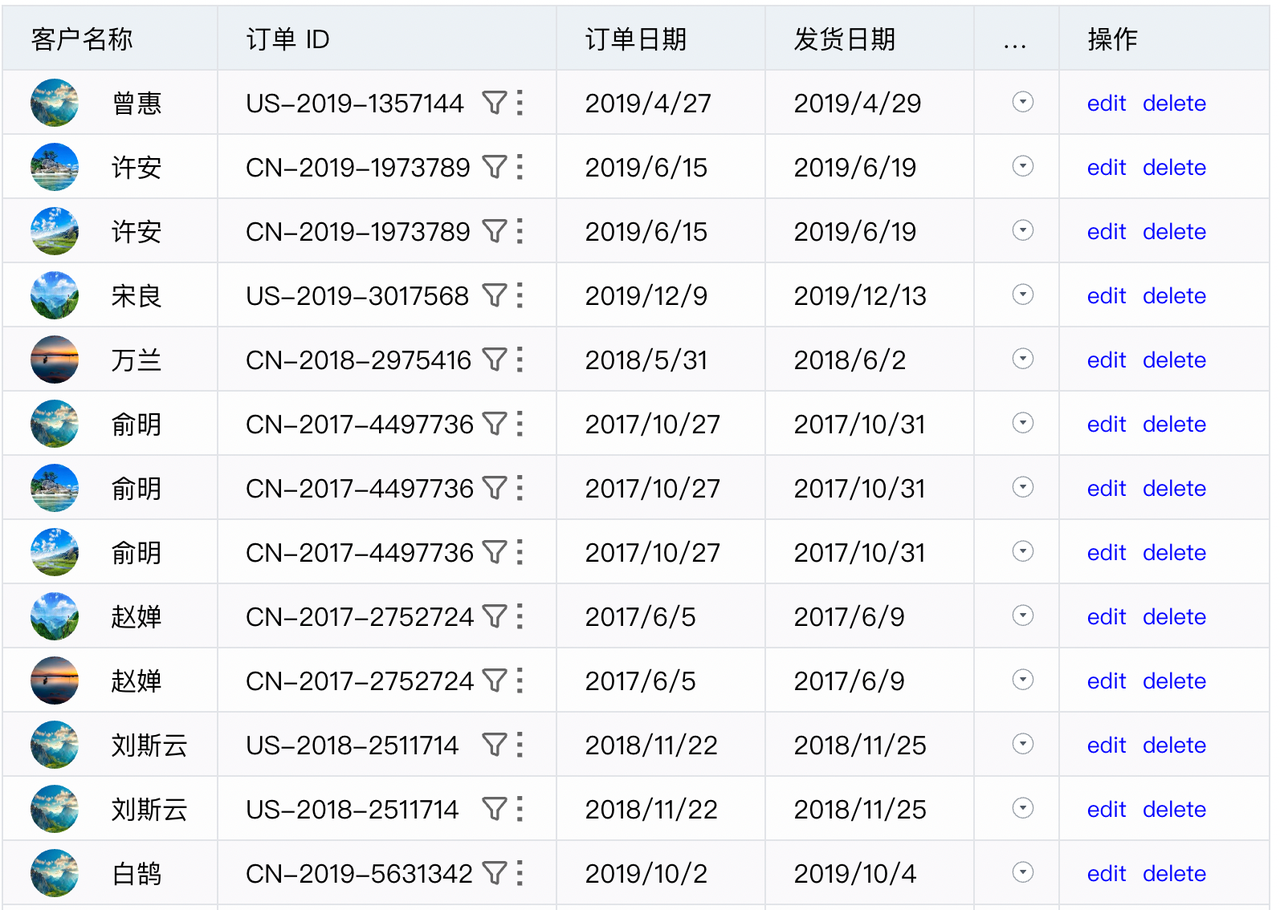 客户名称 订单 ID 订单日期 发货日期 ... 操作
曾惠 US-2019-1357144 2019/4/27 2019/4/29 edit delete
许安 CN-2019-1973789 2019/6/15 2019/6/19 edit delete
许安 CN-2019-1973789 2019/6/15 2019/6/19 edit delete
宋良 US-2019-3017568 2019/12/9 2019/12/13 edit delete
万兰 CN-2018-2975416 2018/5/31 2018/6/2 edit delete
俞明 CN-2017-4497736 2017/10/27 2017/10/31 edit delete
俞明 CN-2017-4497736 2017/10/27 2017/10/31 edit delete
俞明 CN-2017-4497736 2017/10/27 2017/10/31 edit delete
赵婵 CN-2017-2752724 2017/6/5 2017/6/9 edit delete
赵婵 CN-2017-2752724 2017/6/5 2017/6/9 edit delete
刘斯云 US-2018-2511714 2018/11/22 2018/11/25 edit delete
刘斯云 US-2018-2511714 2018/11/22 2018/11/25 edit delete
白鹄 CN-2019-5631342 2019/10/2 2019/10/4 edit delete